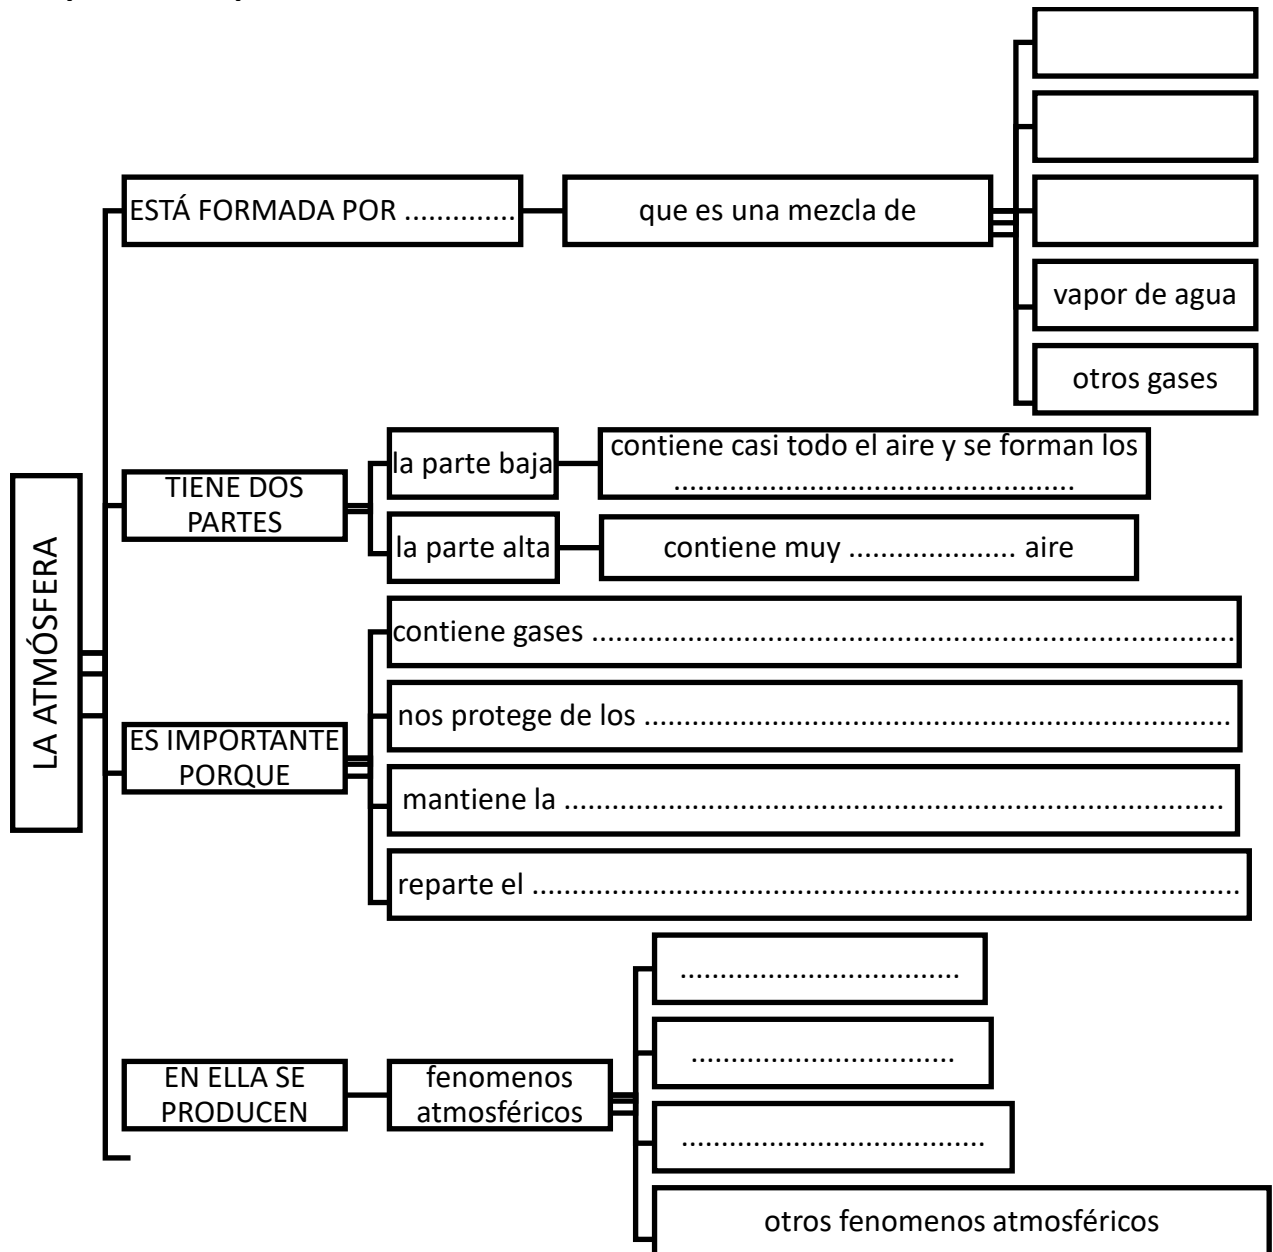 LA ATMÓSFERA
ESTÁ FORMADA POR ..............
que es una mezcla de
vapor de agua
otros gases
TIENE DOS
PARTES
la parte baja
contiene casi todo el aire y se forman los
..................................................
la parte alta
contiene muy ..................... aire
ES IMPORTANTE
PORQUE
contiene gases ................................................................................
nos protege de los .........................................................................
mantiene la ..................................................................................
reparte el ........................................................................................
EN ELLA SE
PRODUCEN
fenomenos
atmosféricos
...................................
.................................
......................................
otros fenomenos atmosféricos